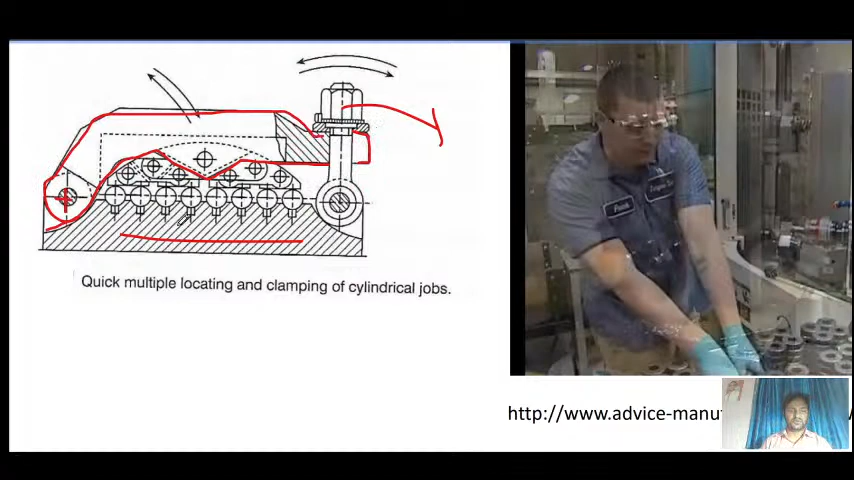 Quick multiple locating and clamping of cylindrical jobs.
http://www.advice-manu